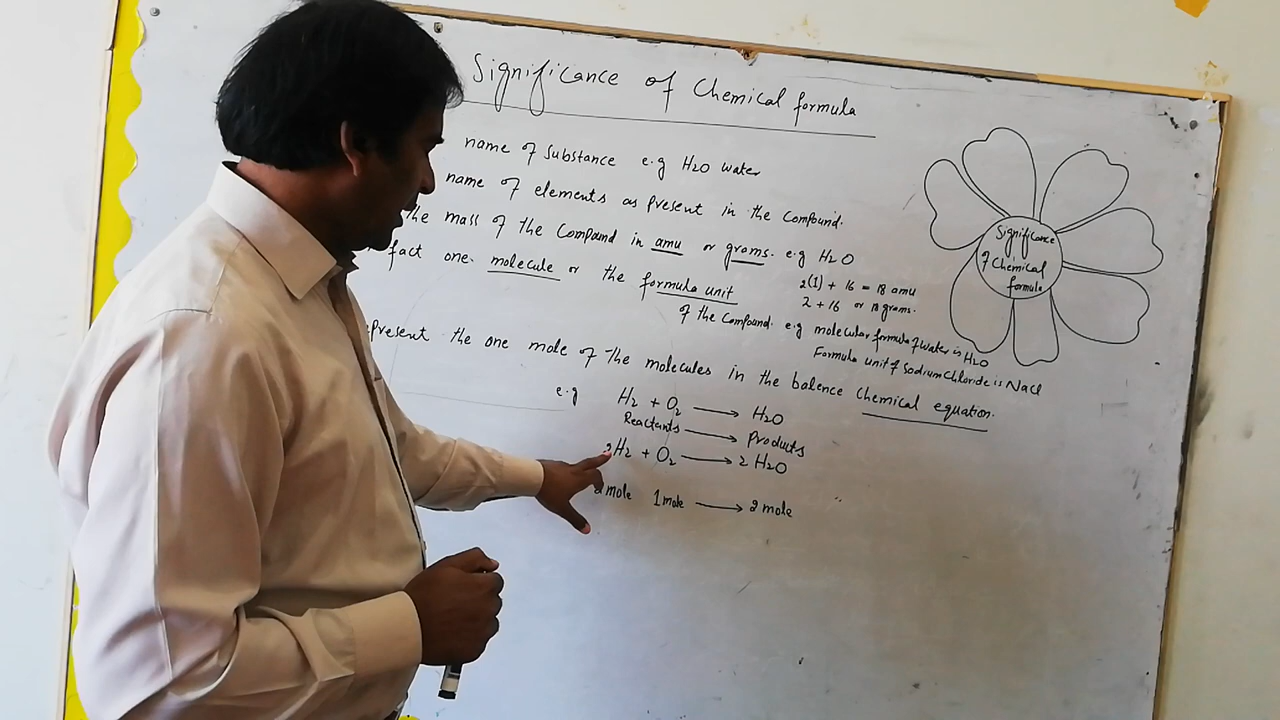 Significance of Chemical formula
name of Substance e.g H2O water
name of elements as present in the compound.
the mass of the compound in amu or grams. e.g H2O
2(1) + 16 = 18 amu
2 + 16 or 18 grams.
fact one molecule or the formula unit
of the compound. e.g molecular formula of water is H2O
Formula unit of Sodium Chloride is NaCl
present the one mole of the molecules in the balence chemical equation.
e.g H2 + O2 → H2O
Reactants → Products
2H2 + O2 → 2 H2O
2 mole 1 mole → 2 mole
Significance
of Chemical
formula